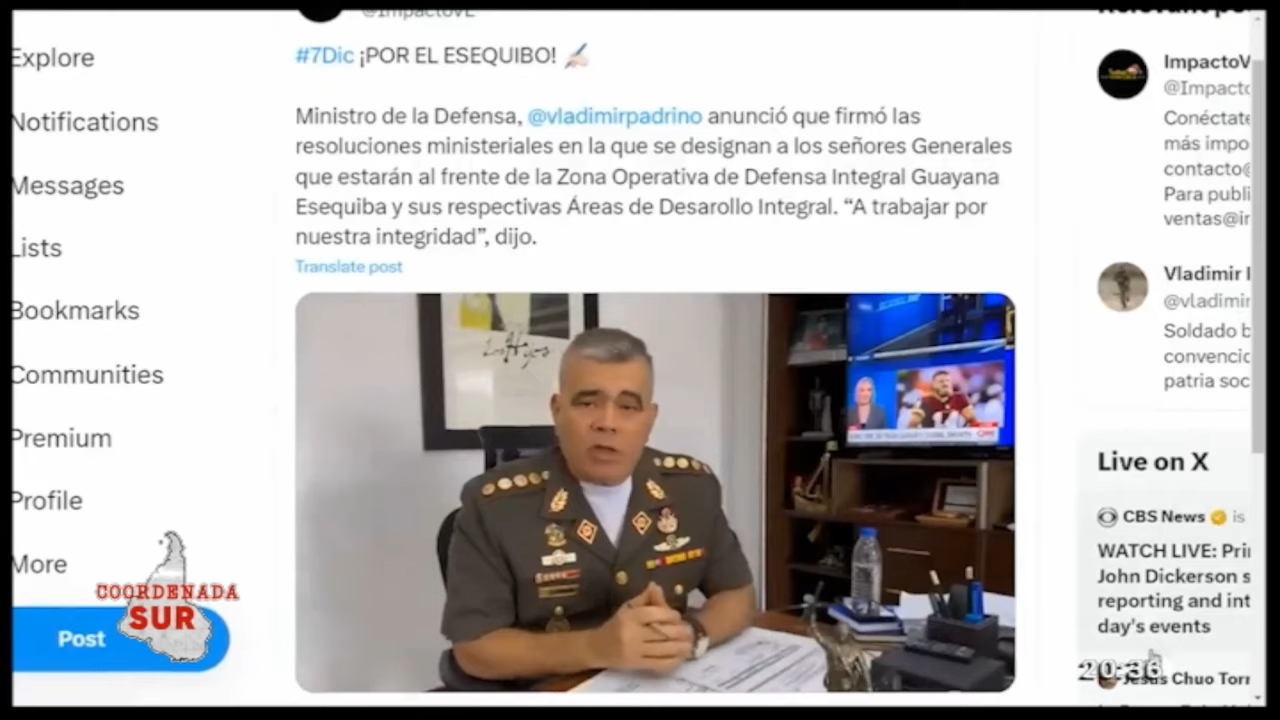 @ImpactoVE
Relevant pe
Explore
Notifications
Messages
Lists
Bookmarks
Communities
Premium
Profile
More
Post
#7Dic ¡POR EL ESEQUIBO! ✍🏻
Ministro de la Defensa, @vladimirpadrino anunció que firmó las
resoluciones ministeriales en la que se designan a los señores Generales
que estarán al frente de la Zona Operativa de Defensa Integral Guayana
Esequiba y sus respectivas Áreas de Desarollo Integral. “A trabajar por
nuestra integridad”, dijo.
Translate post
ImpactoV
@Impacto
Conéctate
más impo
contacto@
Para publi
ventas@in
Vladimir
@vladimir
Soldado b
convencid
patria soc
Live on X
CBS News is
WATCH LIVE: Pri
John Dickerson s
reporting and int
day's events
Jesus Chuo Torr
COORDENADA
SUR
20:36